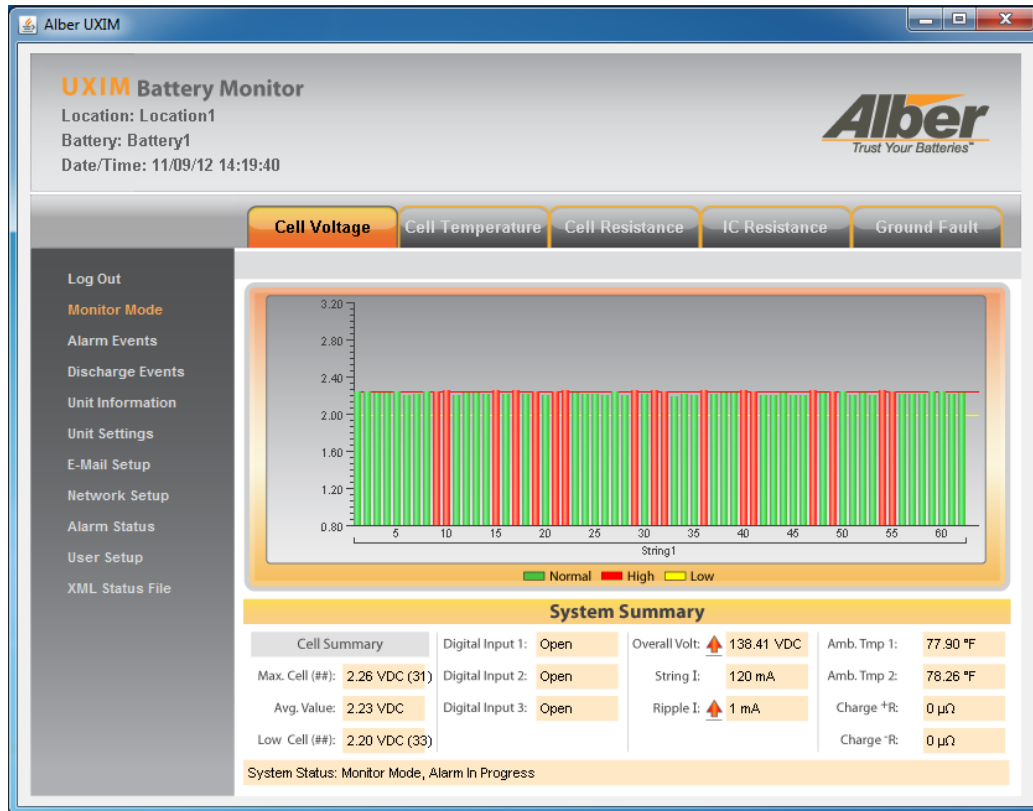 Alber UXIM
UXIM Battery Monitor
Location: Location1
Battery: Battery1
Date/Time: 11/09/12 14:19:40
Alber
Trust Your Batteries™
Cell Voltage Cell Temperature Cell Resistance IC Resistance Ground Fault
Log Out
Monitor Mode
Alarm Events
Discharge Events
Unit Information
Unit Settings
E-Mail Setup
Network Setup
Alarm Status
User Setup
XML Status File
3.20
2.80
2.40
2.00
1.60
1.20
0.80
5 10 15 20 25 30 35 40 45 50 55 60
String1
Normal High Low
System Summary
Cell Summary Digital Input 1: Open Overall Volt: 138.41 VDC Amb. Tmp 1: 77.90 °F
Max. Cell (##): 2.26 VDC (31) Digital Input 2: Open String I: 120 mA Amb. Tmp 2: 78.26 °F
Avg. Value: 2.23 VDC Digital Input 3: Open Ripple I: 1 mA Charge +R: 0 µΩ
Low Cell (##): 2.20 VDC (33) Charge -R: 0 µΩ
System Status: Monitor Mode, Alarm In Progress